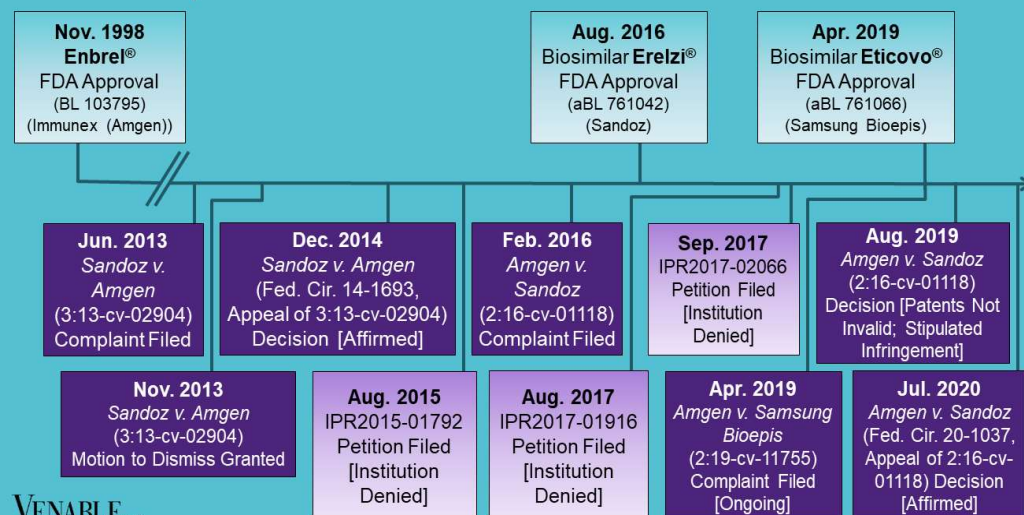 Nov. 1998
Enbrel®
FDA Approval
(BL 103795)
(Immunex (Amgen))
Aug. 2016
Biosimilar Erelzi®
FDA Approval
(aBL 761042)
(Sandoz)
Apr. 2019
Biosimilar Eticovo®
FDA Approval
(aBL 761066)
(Samsung Bioepis)
Jun. 2013
Sandoz v.
Amgen
(3:13-cv-02904)
Complaint Filed
Dec. 2014
Sandoz v. Amgen
(Fed. Cir. 14-1693,
Appeal of 3:13-cv-02904)
Decision [Affirmed]
Feb. 2016
Amgen v.
Sandoz
(2:16-cv-01118)
Complaint Filed
Sep. 2017
IPR2017-02066
Petition Filed
[Institution
Denied]
Aug. 2019
Amgen v. Sandoz
(2:16-cv-01118)
Decision [Patents Not
Invalid; Stipulated
Infringement]
Nov. 2013
Sandoz v. Amgen
(3:13-cv-02904)
Motion to Dismiss Granted
Aug. 2015
IPR2015-01792
Petition Filed
[Institution
Denied]
Aug. 2017
IPR2017-01916
Petition Filed
[Institution
Denied]
Apr. 2019
Amgen v. Samsung
Bioepis
(2:19-cv-11755)
Complaint Filed
[Ongoing]
Jul. 2020
Amgen v. Sandoz
(Fed. Cir. 20-1037,
Appeal of 2:16-cv-
01118) Decision
[Affirmed]
VENABLE